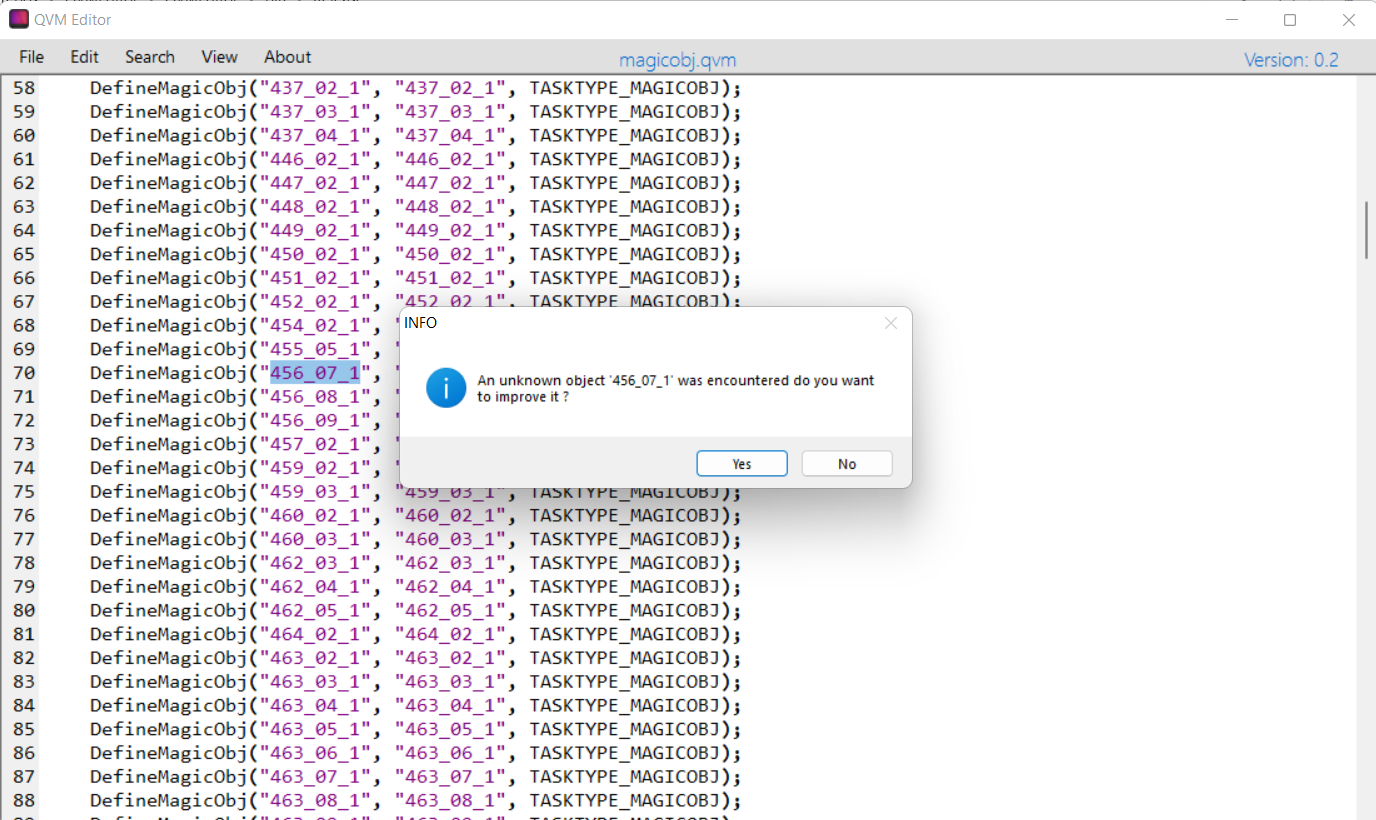 QVM Editor
File Edit Search View About magicobj.qvm Version: 0.2
58 DefineMagicObj("437_02_1", "437_02_1", TASKTYPE_MAGICOBJ);
59 DefineMagicObj("437_03_1", "437_03_1", TASKTYPE_MAGICOBJ);
60 DefineMagicObj("437_04_1", "437_04_1", TASKTYPE_MAGICOBJ);
61 DefineMagicObj("446_02_1", "446_02_1", TASKTYPE_MAGICOBJ);
62 DefineMagicObj("447_02_1", "447_02_1", TASKTYPE_MAGICOBJ);
63 DefineMagicObj("448_02_1", "448_02_1", TASKTYPE_MAGICOBJ);
64 DefineMagicObj("449_02_1", "449_02_1", TASKTYPE_MAGICOBJ);
65 DefineMagicObj("450_02_1", "450_02_1", TASKTYPE_MAGICOBJ);
66 DefineMagicObj("451_02_1", "451_02_1", TASKTYPE_MAGICOBJ);
67 DefineMagicObj("452_02_1", "452_02_1", TASKTYPE_MAGICOBJ);
68 DefineMagicObj("454_02_1", "
69 DefineMagicObj("455_05_1", "
70 DefineMagicObj("456_07_1", "
71 DefineMagicObj("456_08_1", "
72 DefineMagicObj("456_09_1", "
73 DefineMagicObj("457_02_1", "
74 DefineMagicObj("459_02_1", "
75 DefineMagicObj("459_03_1", "459_03_1", TASKTYPE_MAGICOBJ);
76 DefineMagicObj("460_02_1", "460_02_1", TASKTYPE_MAGICOBJ);
77 DefineMagicObj("460_03_1", "460_03_1", TASKTYPE_MAGICOBJ);
78 DefineMagicObj("462_03_1", "462_03_1", TASKTYPE_MAGICOBJ);
79 DefineMagicObj("462_04_1", "462_04_1", TASKTYPE_MAGICOBJ);
80 DefineMagicObj("462_05_1", "462_05_1", TASKTYPE_MAGICOBJ);
81 DefineMagicObj("464_02_1", "464_02_1", TASKTYPE_MAGICOBJ);
82 DefineMagicObj("463_02_1", "463_02_1", TASKTYPE_MAGICOBJ);
83 DefineMagicObj("463_03_1", "463_03_1", TASKTYPE_MAGICOBJ);
84 DefineMagicObj("463_04_1", "463_04_1", TASKTYPE_MAGICOBJ);
85 DefineMagicObj("463_05_1", "463_05_1", TASKTYPE_MAGICOBJ);
86 DefineMagicObj("463_06_1", "463_06_1", TASKTYPE_MAGICOBJ);
87 DefineMagicObj("463_07_1", "463_07_1", TASKTYPE_MAGICOBJ);
88 DefineMagicObj("463_08_1", "463_08_1", TASKTYPE_MAGICOBJ);
INFO
An unknown object '456_07_1' was encountered do you want
to improve it ?
Yes No